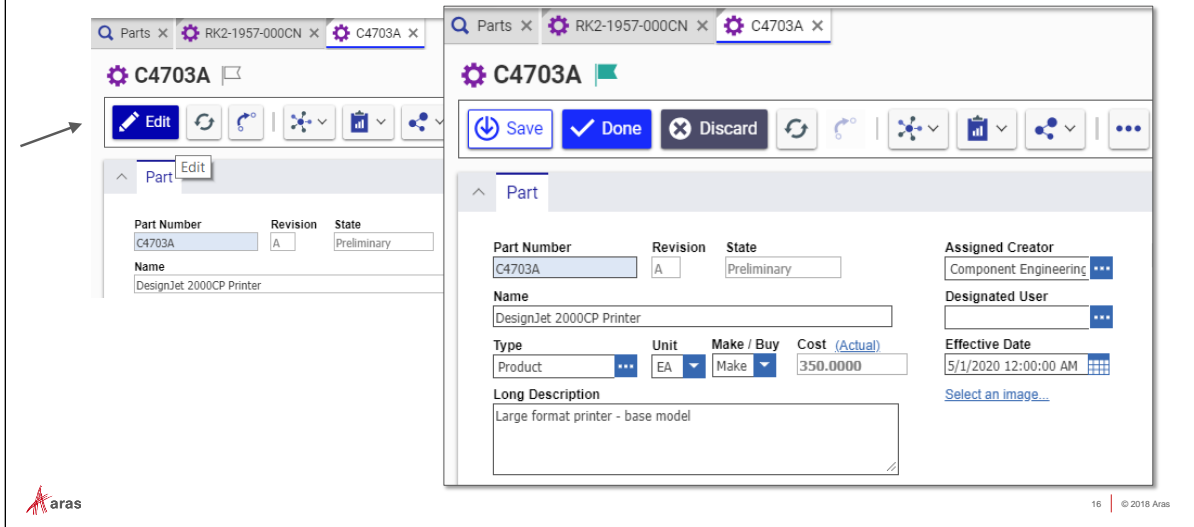 Parts RK2-1957-000CN C4703A
C4703A
Edit
Edit
Part
Part Number Revision State
C4703A A Preliminary
Name
DesignJet 2000CP Printer
Parts RK2-1957-000CN C4703A
C4703A
Save Done Discard
Part
Part Number Revision State Assigned Creator
C4703A A Preliminary Component Engineering
Name Designated User
DesignJet 2000CP Printer
Type Unit Make / Buy Cost (Actual) Effective Date
Product EA Make 350.0000 5/1/2020 12:00:00 AM
Long Description Select an image...
Large format printer - base model
aras 16 © 2018 Aras